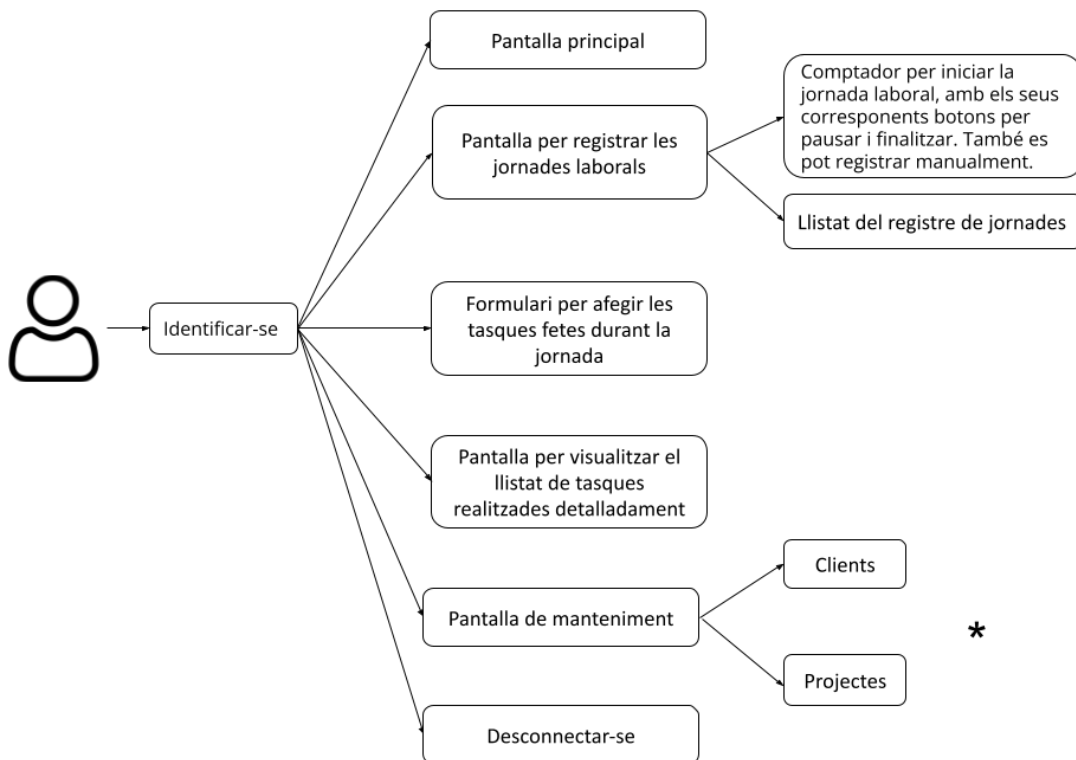 Pantalla principal
Comptador per iniciar la
jornada laboral, amb els seus
corresponents botons per
pausar i finalitzar. També es
pot registrar manualment.
Pantalla per registrar les
jornades laborals
Llistat del registre de jornades
Identificar-se
Formulari per afegir les
tasques fetes durant la
jornada
Pantalla per visualitzar el
llistat de tasques
realitzades detalladament
Clients
Pantalla de manteniment
*
Projectes
Desconnectar-se